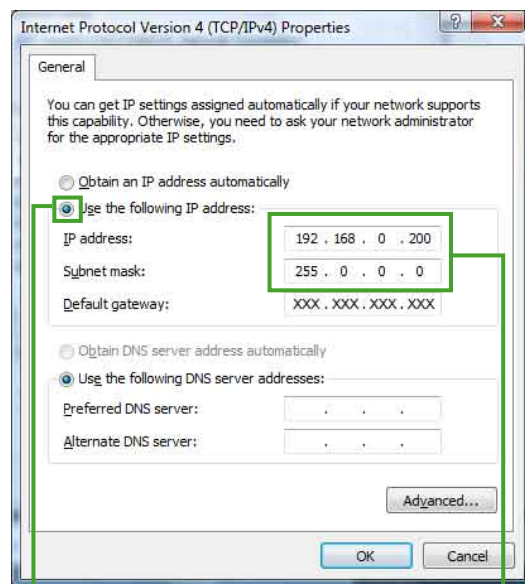 Internet Protocol Version 4 (TCP/IPv4) Properties
General
You can get IP settings assigned automatically if your network supports
this capability. Otherwise, you need to ask your network administrator
for the appropriate IP settings.
Obtain an IP address automatically
Use the following IP address:
IP address: 192 . 168 . 0 . 200
Subnet mask: 255 . 0 . 0 . 0
Default gateway: XXX . XXX . XXX . XXX
Obtain DNS server address automatically
Use the following DNS server addresses:
Preferred DNS server: . . .
Alternate DNS server: . . .
Advanced...
OK Cancel